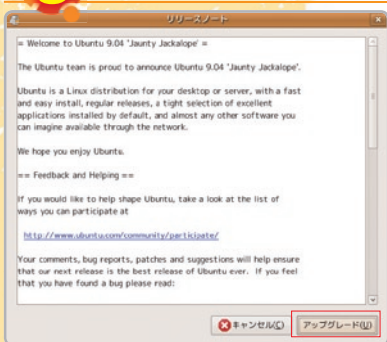 リリースノート
= Welcome to Ubuntu 9.04 'Jaunty Jackalope' =
The Ubuntu team is proud to announce Ubuntu 9.04 'Jaunty Jackalope'.
Ubuntu is a Linux distribution for your desktop or server, with a fast
and easy install, regular releases, a tight selection of excellent
applications installed by default, and almost any other software you
can imagine available through the network.
We hope you enjoy Ubuntu.
== Feedback and Helping ==
If you would like to help shape Ubuntu, take a look at the list of
ways you can participate at
http://www.ubuntu.com/community/participate/
Your comments, bug reports, patches and suggestions will help ensure
that our next release is the best release of Ubuntu ever.  If you feel
that you have found a bug please read:
キャンセル(C)
アップグレード(U)